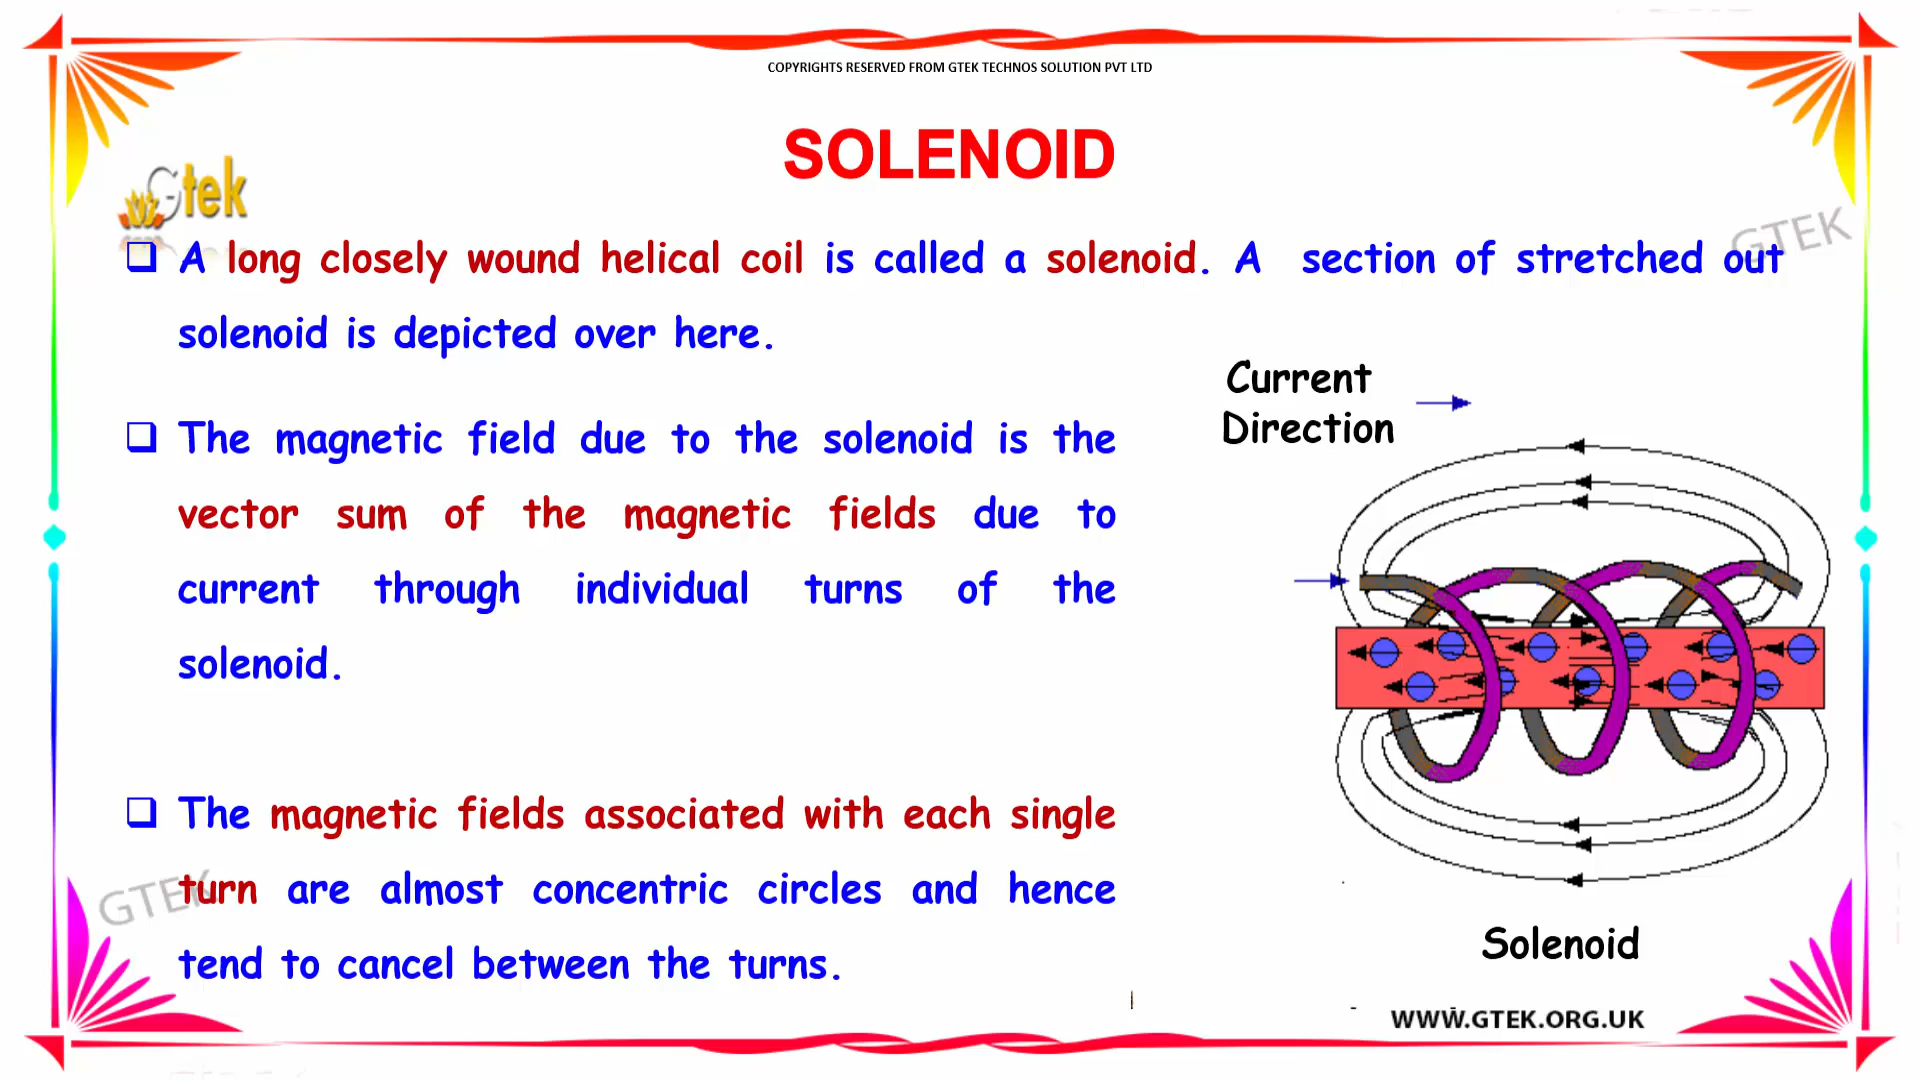 COPYRIGHTS RESERVED FROM GTEK TECHNOS SOLUTION PVT LTD
SOLENOID
Gtek
GTEK
❑ A long closely wound helical coil is called a solenoid. A section of stretched out
solenoid is depicted over here.
Current
Direction
❑ The magnetic field due to the solenoid is the
vector sum of the magnetic fields due to
current through individual turns of the
solenoid.
❑ The magnetic fields associated with each single
turn are almost concentric circles and hence
tend to cancel between the turns.
GTEK
Solenoid
WWW.GTEK.ORG.UK